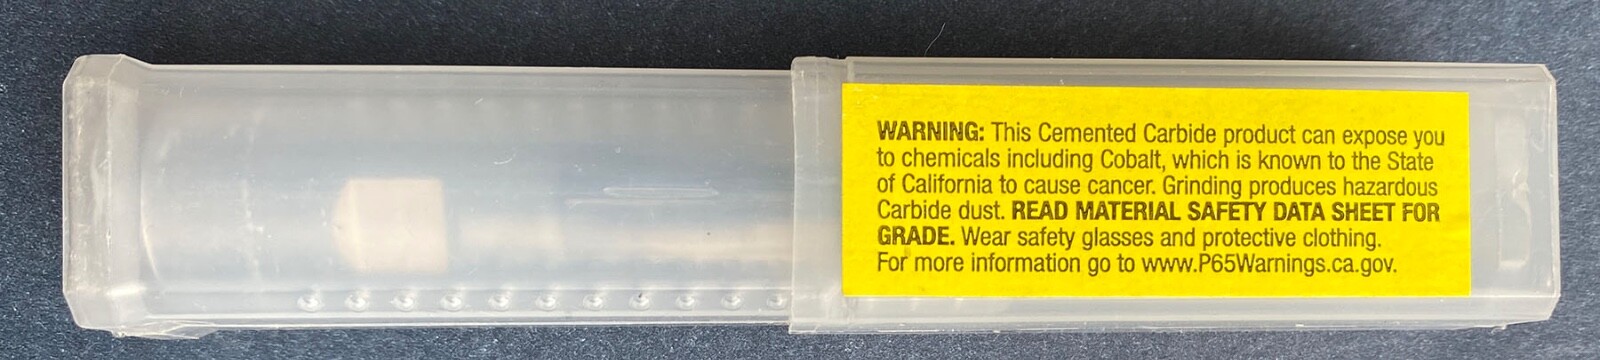 WARNING: This Cemented Carbide product can expose you
to chemicals including Cobalt, which is known to the State
of California to cause cancer. Grinding produces hazardous
Carbide dust. READ MATERIAL SAFETY DATA SHEET FOR
GRADE. Wear safety glasses and protective clothing.
For more information go to www.P65Warnings.ca.gov.